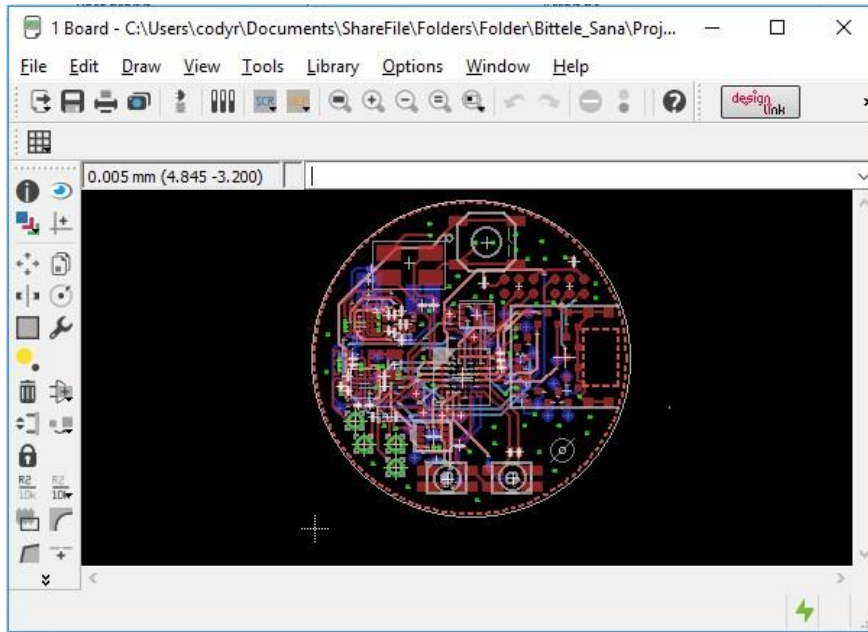 1 Board - C:\Users\codyr\Documents\ShareFile\Folders\Folder\Bittele_Sana\Proj...
File Edit Draw View Tools Library Options Window Help
SCR
design link
0.005 mm (4.845 -3.200)
R2 R2
10k 10k